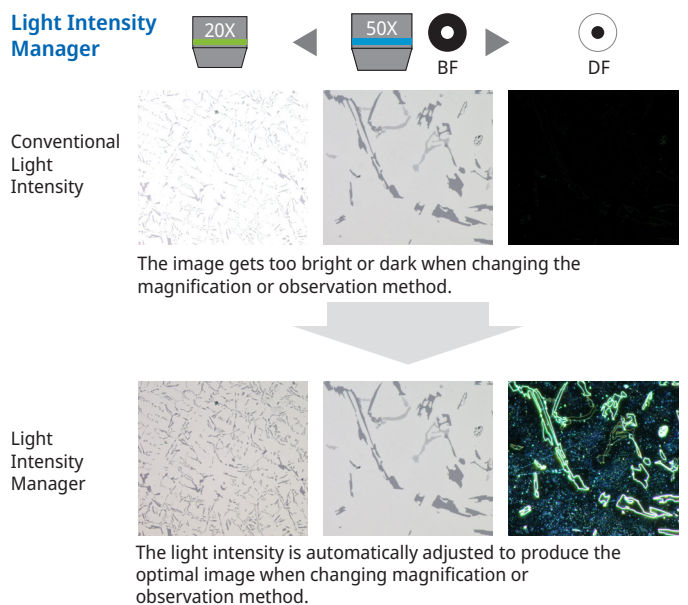 Light Intensity
Manager
20X
50X
BF
DF
Conventional
Light
Intensity
The image gets too bright or dark when changing the
magnification or observation method.
Light
Intensity
Manager
The light intensity is automatically adjusted to produce the
optimal image when changing magnification or
observation method.